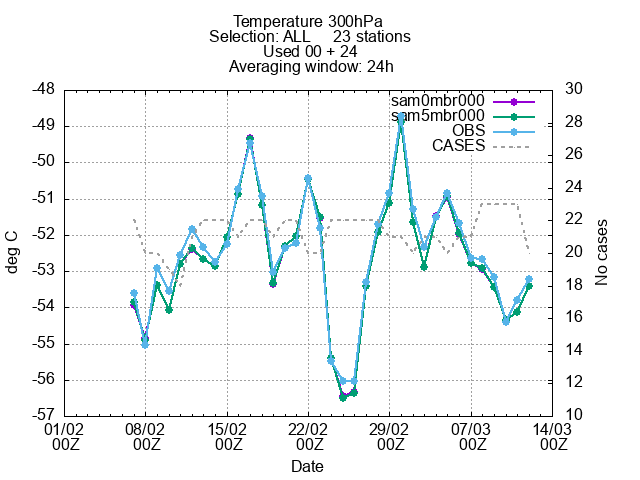 Temperature 300hPa
Selection: ALL 23 stations
Used 00 + 24
Averaging window: 24h
sam0mbr000
sam5mbr000
OBS
CASES
deg C
-48
-49
-50
-51
-52
-53
-54
-55
-56
-57
30
28
26
24
22
20
18
16
14
12
10
No cases
01/02 08/02 15/02 22/02 29/02 07/03 14/03
00Z 00Z 00Z 00Z 00Z 00Z 00Z
Date